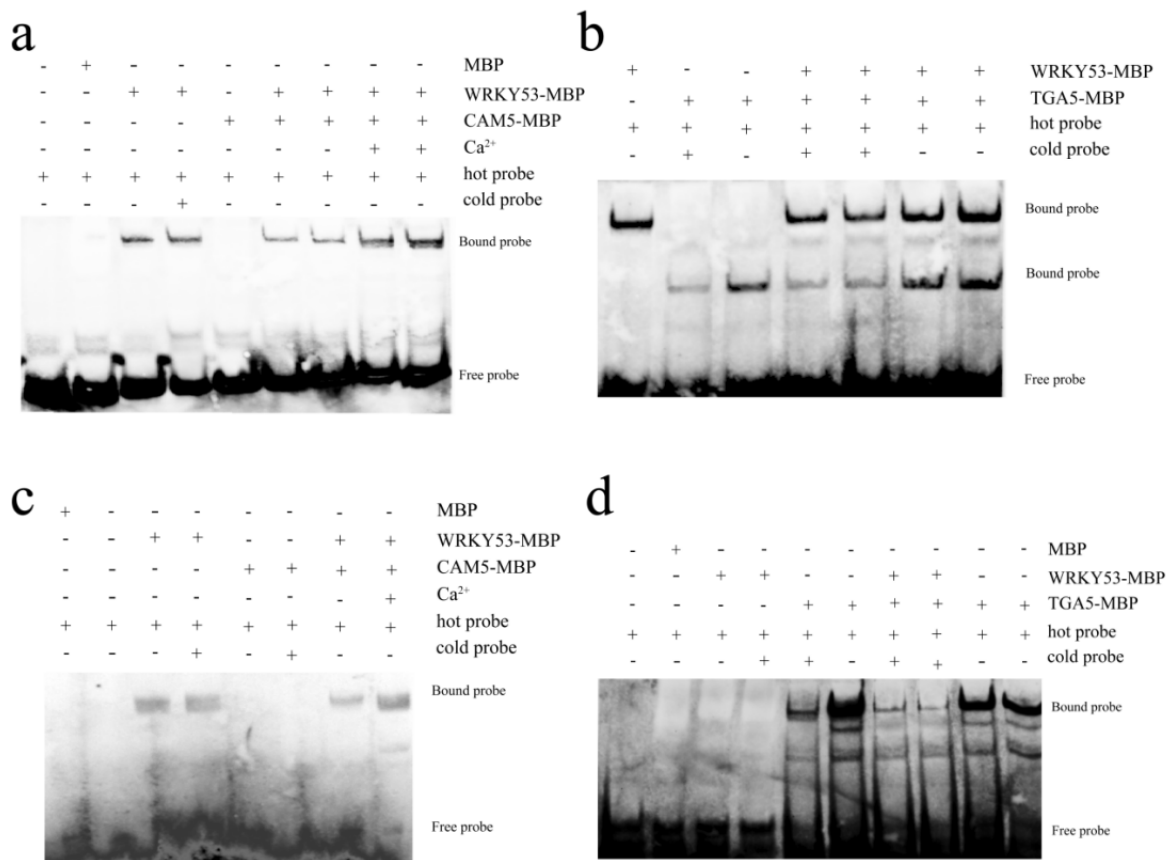 a
- + - - - - - - - MBP
- - + + - + + + + WRKY53-MBP
- - - - + + + + + CAM5-MBP
- - - - - - - + + Ca²⁺
+ + + + + + + + + hot probe
- - - + - - - - - cold probe
Bound probe
Free probe
b
+ - - + + + + WRKY53-MBP
- + + + + + + TGA5-MBP
+ + + + + + + hot probe
- + - + + - - cold probe
Bound probe
Bound probe
Free probe
c
+ - - - - - - - MBP
- - + + - - + + WRKY53-MBP
- - - - + + + + CAM5-MBP
- - - - - - - + Ca²⁺
+ + + + + + + + hot probe
- - - + - + - - cold probe
Bound probe
Free probe
d
- + - - - - - - - - MBP
- - + + - - + + - - WRKY53-MBP
- - - - + + + + + + TGA5-MBP
+ + + + + + + + + + hot probe
- - - + + - + + - - cold probe
Bound probe
Free probe